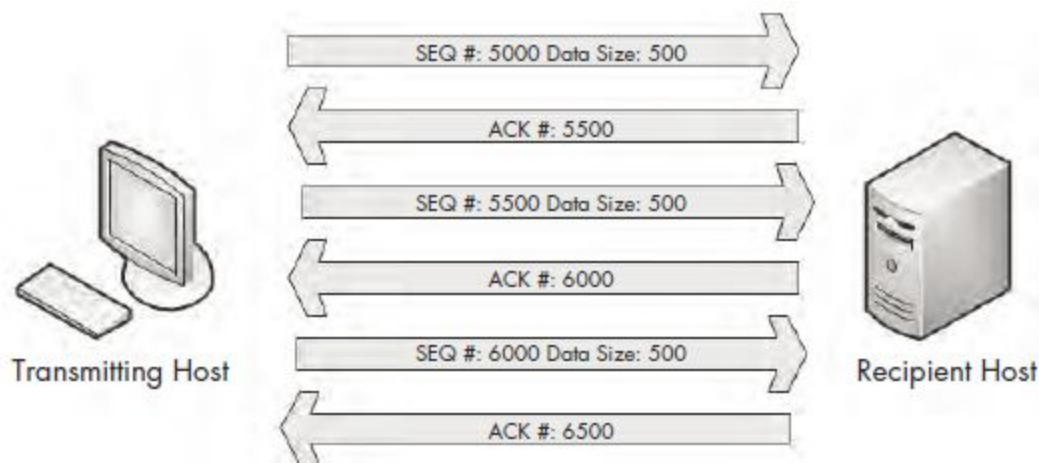 SEQ #: 5000 Data Size: 500
ACK #: 5500
SEQ #: 5500 Data Size: 500
ACK #: 6000
SEQ #: 6000 Data Size: 500
Transmitting Host
Recipient Host
ACK #: 6500